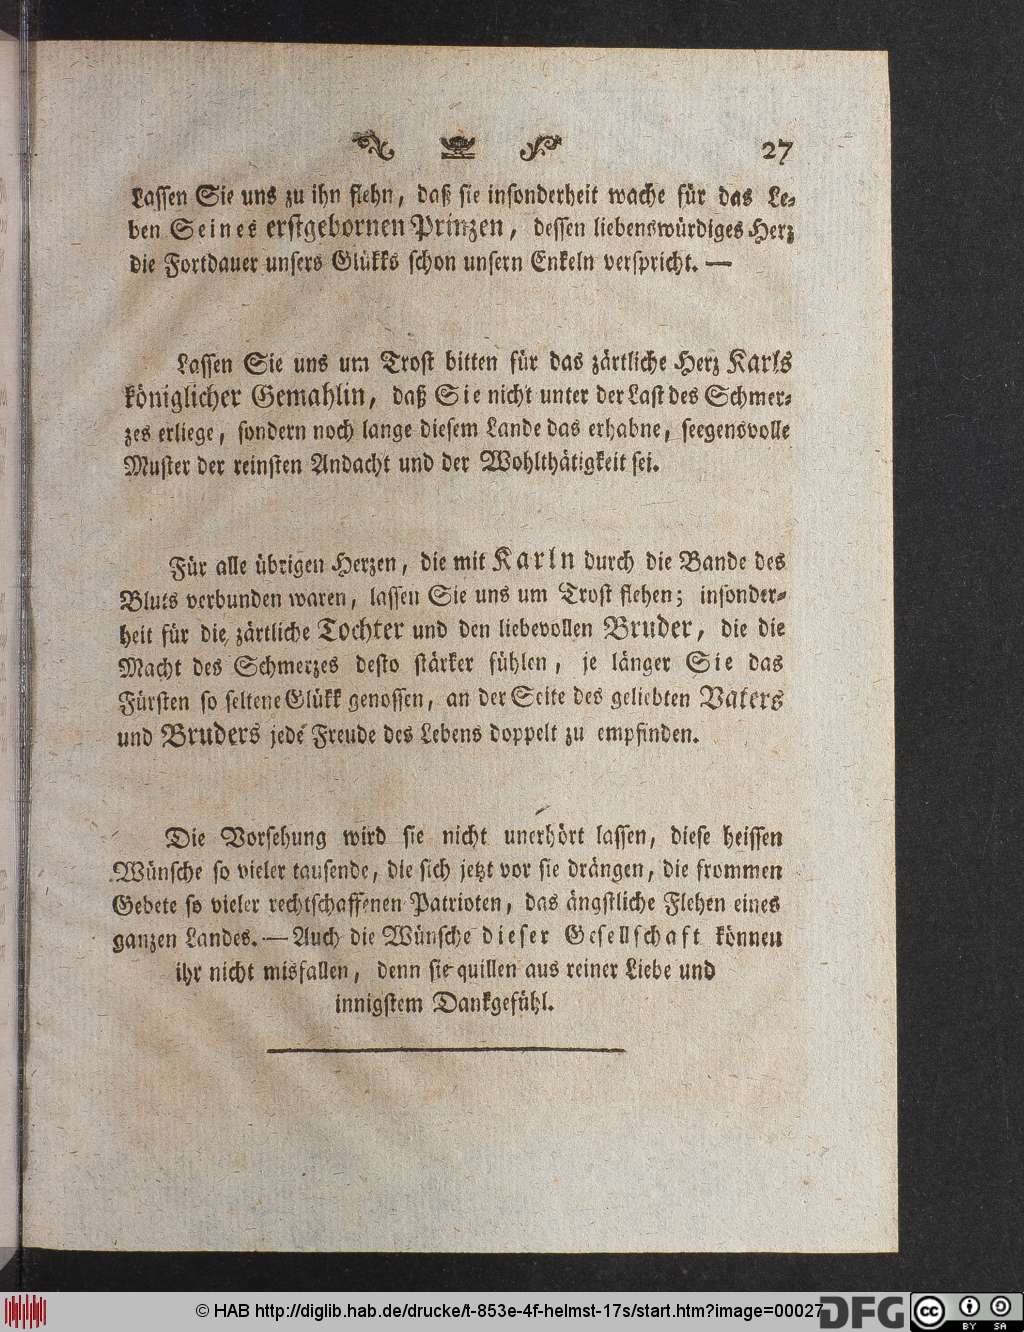 27
Lassen Sie uns zu ihn flehn, daß sie insonderheit wache für das Le-
ben Seines erstgebornen Prinzen, dessen liebenswürdiges Herz
die Fortdauer unsers Glükks schon unsern Enkeln verspricht. —
Lassen Sie uns um Trost bitten für das zärtliche Herz Karls
königlicher Gemahlin, daß Sie nicht unter der Last des Schmer-
zes erliege, sondern noch lange diesem Lande das erhabne, seegensvolle
Muster der reinsten Andacht und der Wohlthätigkeit sei.
Für alle übrigen Herzen, die mit Karln durch die Bande des
Bluts verbunden waren, lassen Sie uns um Trost flehen; insonder-
heit für die zärtliche Tochter und den liebevollen Bruder, die die
Macht des Schmerzes desto stärker fühlen, je länger Sie das
Fürsten so seltene Glükk genossen, an der Seite des geliebten Vaters
und Bruders jede Freude des Lebens doppelt zu empfinden.
Die Vorsehung wird sie nicht unerhört lassen, diese heissen
Wünsche so vieler tausende, die sich jetzt vor sie drängen, die frommen
Gebete so vieler rechtschaffenen Patrioten, das ängstliche Flehen eines
ganzen Landes. — Auch die Wünsche dieser Gesellschaft können
ihr nicht misfallen, denn sie quillen aus reiner Liebe und
innigstem Dankgefühl.
© HAB http://diglib.hab.de/drucke/t-853e-4f-helmst-17s/start.htm?image=00027
DFG
cc BY SA